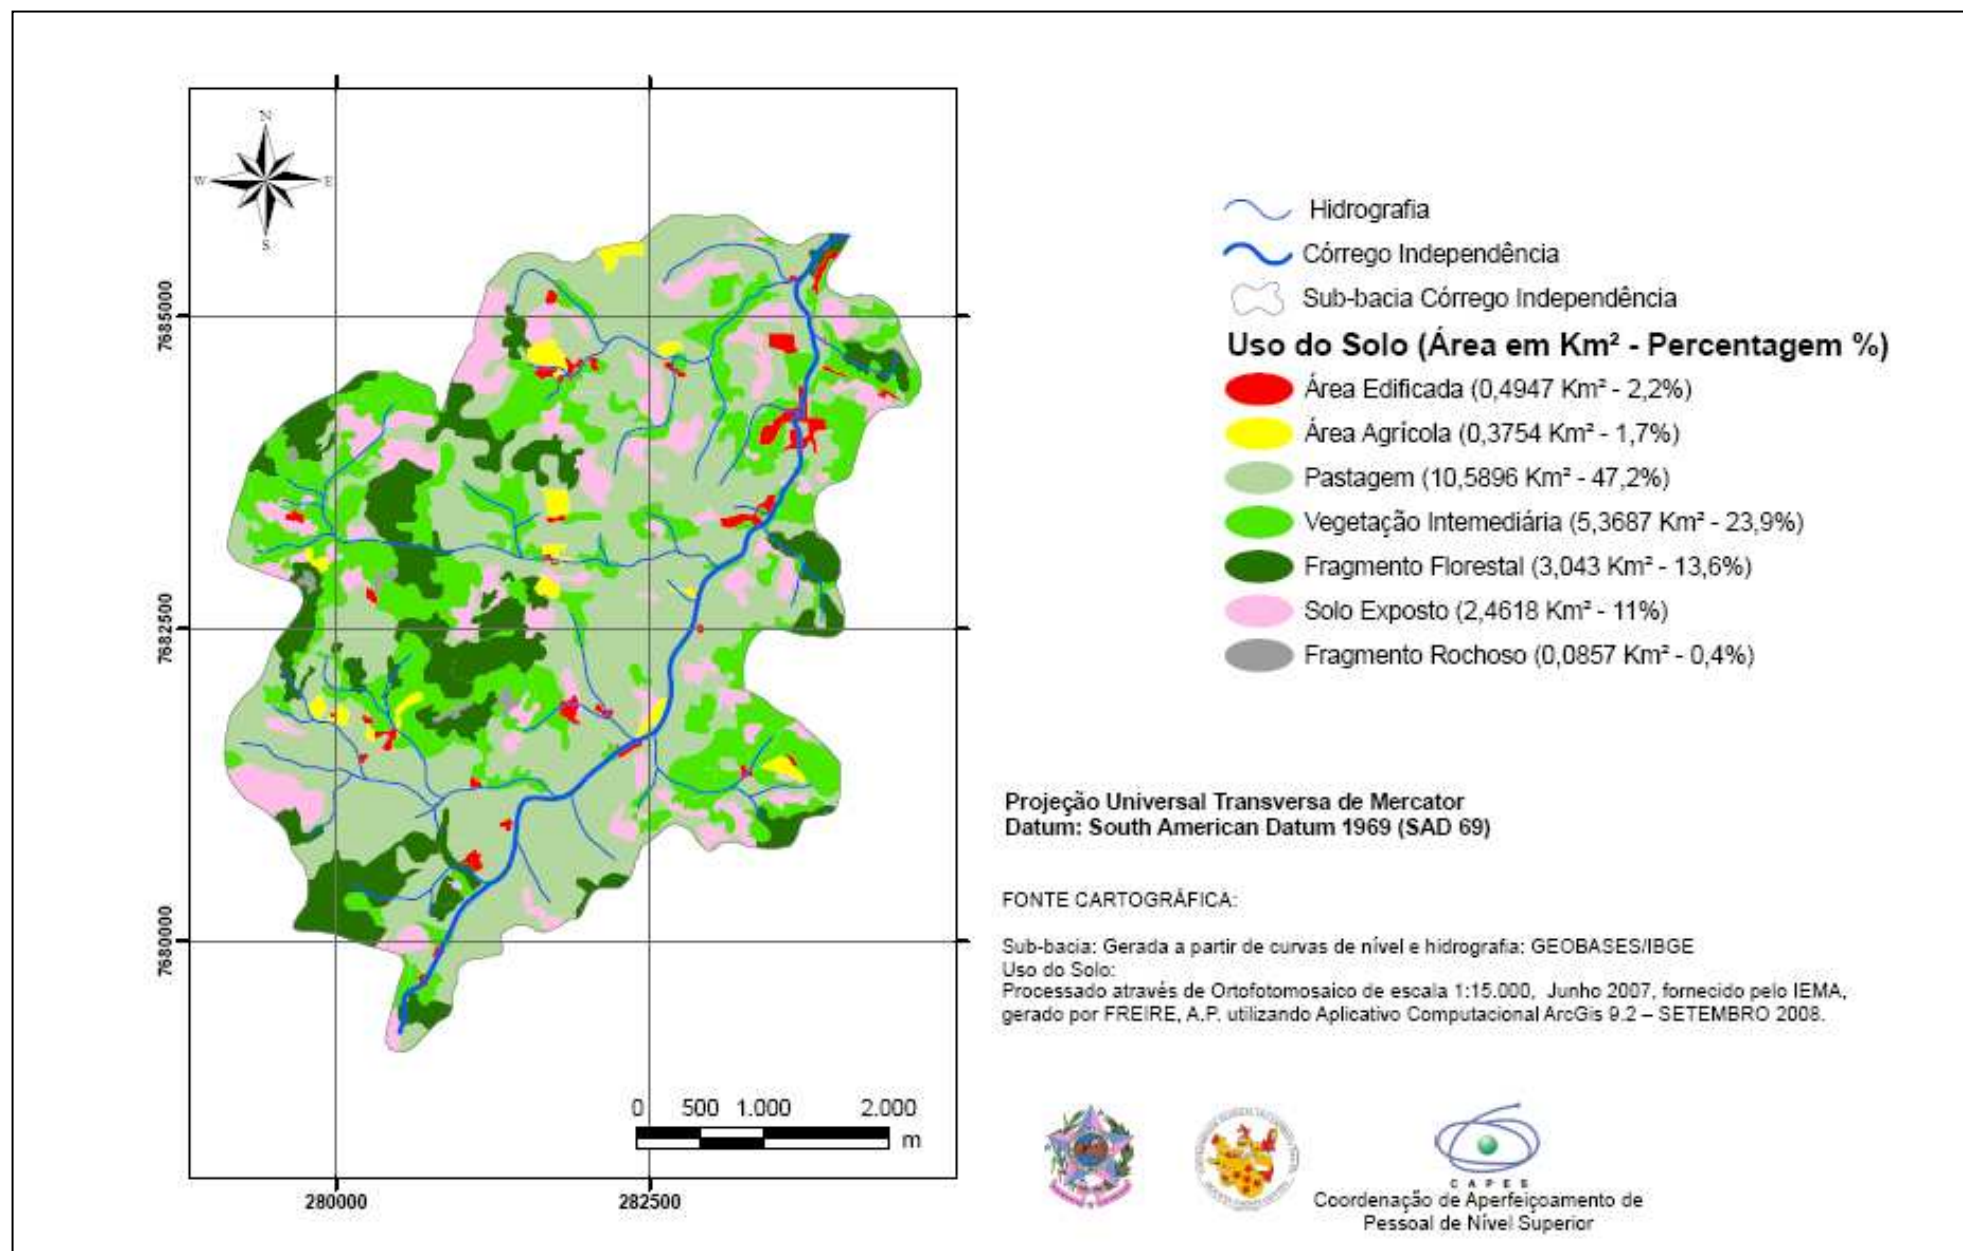 N
W
E
S
7685000
7682500
7680000
280000
282500
0 500 1.000 2.000
m
Hidrografia
Córrego Independência
Sub-bacia Córrego Independência
Uso do Solo (Área em Km² - Percentagem %)
Área Edificada (0,4947 Km² - 2,2%)
Área Agrícola (0,3754 Km² - 1,7%)
Pastagem (10,5896 Km² - 47,2%)
Vegetação Intemediária (5,3687 Km² - 23,9%)
Fragmento Florestal (3,043 Km² - 13,6%)
Solo Exposto (2,4618 Km² - 11%)
Fragmento Rochoso (0,0857 Km² - 0,4%)
Projeção Universal Transversa de Mercator
Datum: South American Datum 1969 (SAD 69)
FONTE CARTOGRÁFICA:
Sub-bacia: Gerada a partir de curvas de nível e hidrografia: GEOBASES/IBGE
Uso do Solo:
Processado através de Ortofotomosaico de escala 1:15.000, Junho 2007, fornecido pelo IEMA,
gerado por FREIRE, A.P. utilizando Aplicativo Computacional ArcGis 9.2 – SETEMBRO 2008.
CAPES
Coordenação de Aperfeiçoamento de
Pessoal de Nível Superior